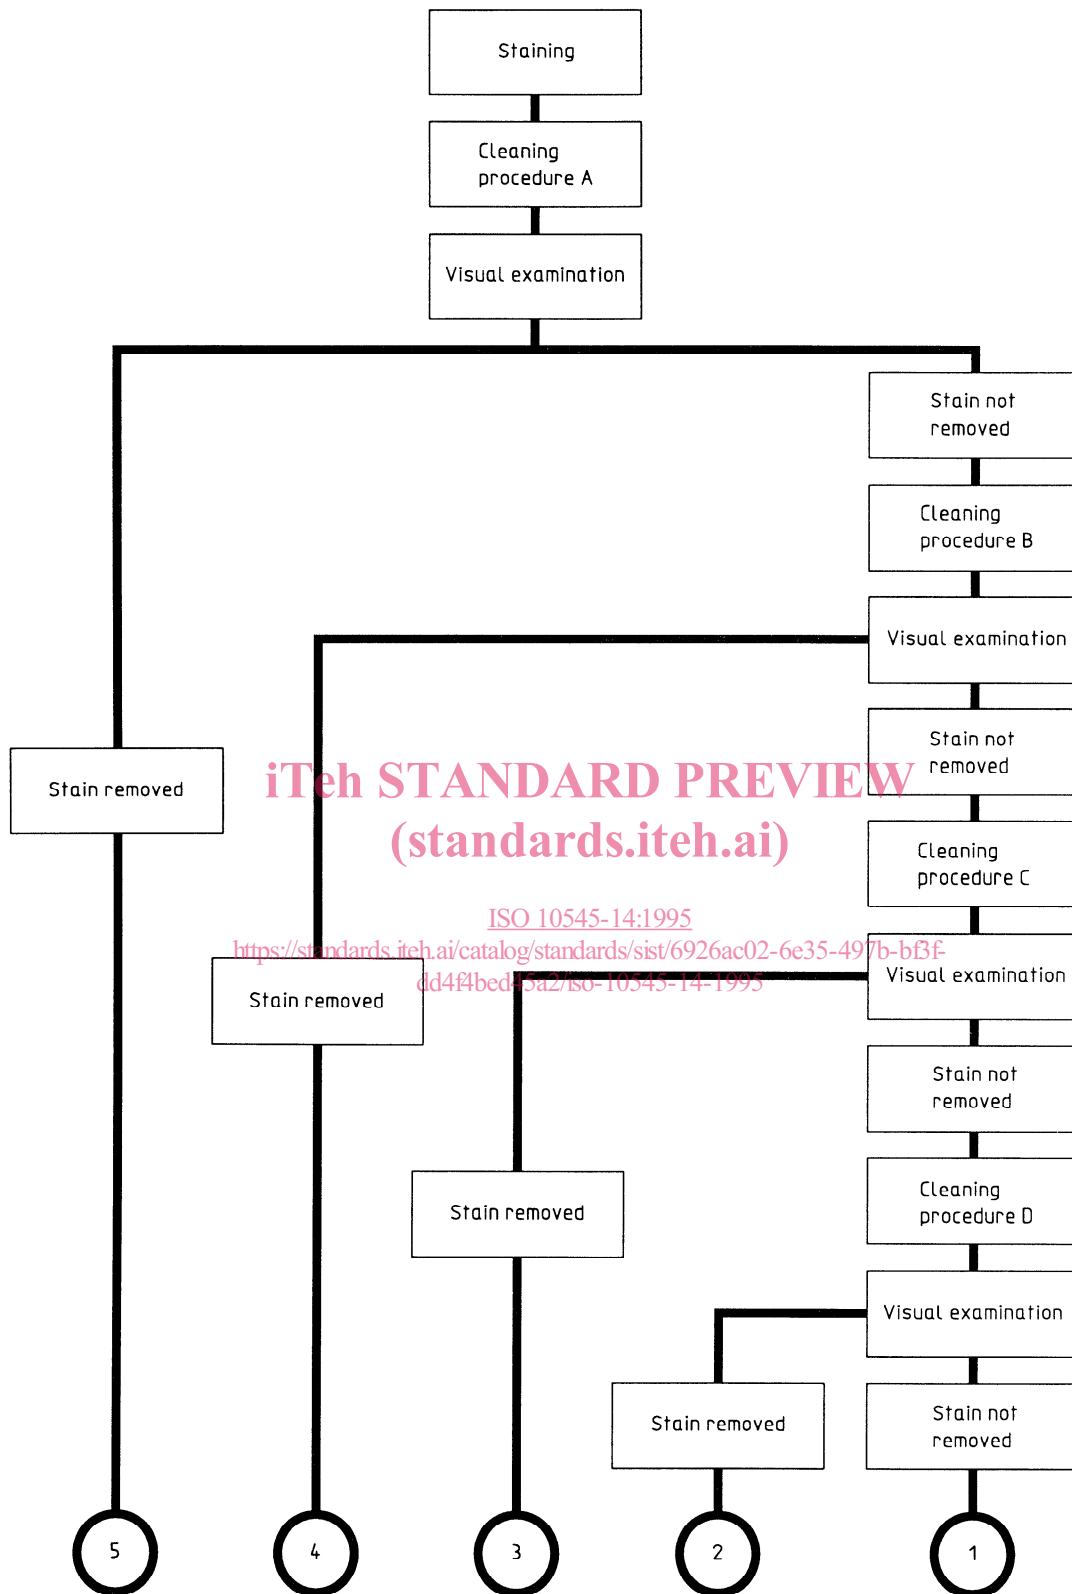 Staining
Cleaning
procedure A
Visual examination
Stain not
removed
Cleaning
procedure B
Visual examination
Stain not
removed
Stain removed
iTeh STANDARD PREVIEW
(standards.iteh.ai)
Cleaning
procedure C
ISO 10545-14:1995
https://standards.iteh.ai/catalog/standards/sist/6926ac02-6e35-497b-bf3f-
dd4f4bed45a2/iso-10545-14-1995
Visual examination
Stain removed
Stain not
removed
Cleaning
procedure D
Stain removed
Visual examination
Stain removed
Stain not
removed
5
4
3
2
1